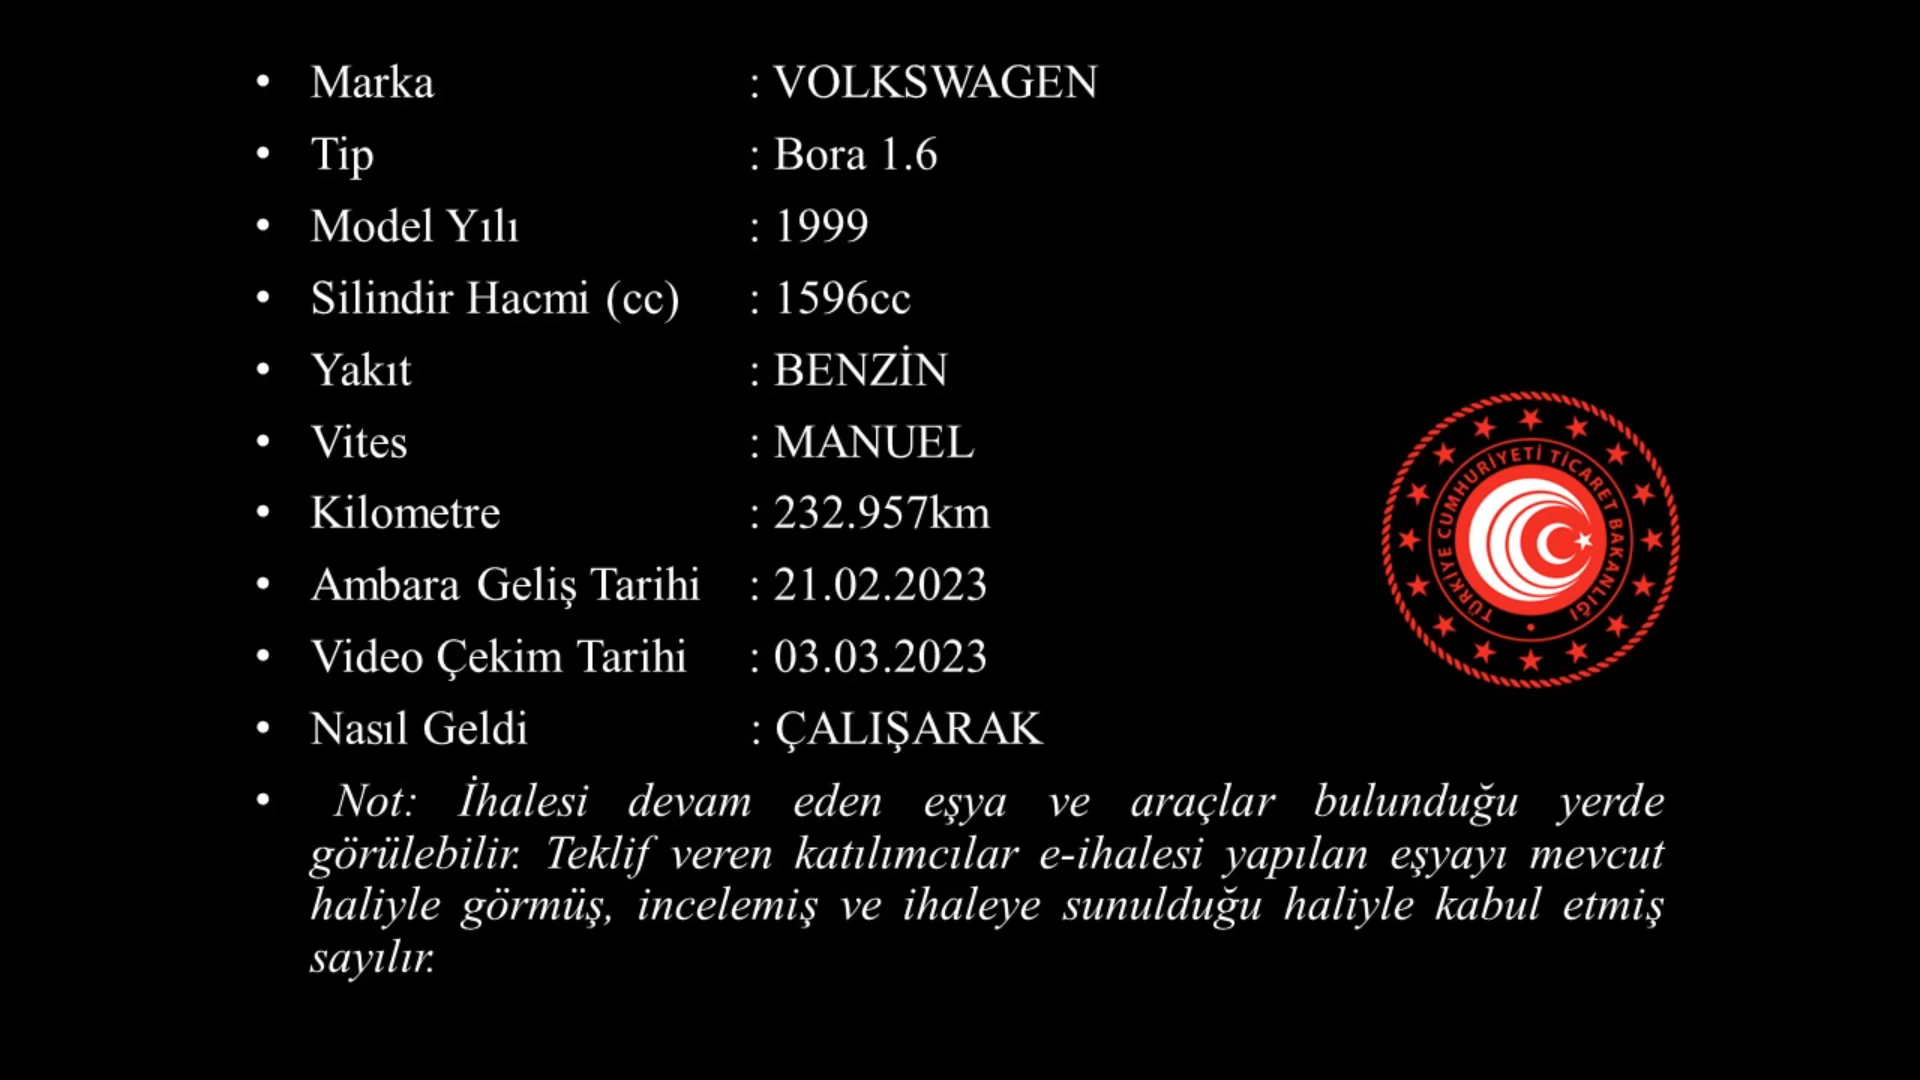 • Marka : VOLKSWAGEN
• Tip : Bora 1.6
• Model Yılı : 1999
• Silindir Hacmi (cc) : 1596cc
• Yakıt : BENZİN
• Vites : MANUEL
• Kilometre : 232.957km
• Ambara Geliş Tarihi : 21.02.2023
• Video Çekim Tarihi : 03.03.2023
• Nasıl Geldi : ÇALIŞARAK
• Not: İhalesi devam eden eşya ve araçlar bulunduğu yerde
görülebilir. Teklif veren katılımcılar e-ihalesi yapılan eşyayı mevcut
haliyle görmüş, incelemiş ve ihaleye sunulduğu haliyle kabul etmiş
sayılır.
TÜRKİYE CUMHURİYETİ TİCARET BAKANLIĞI